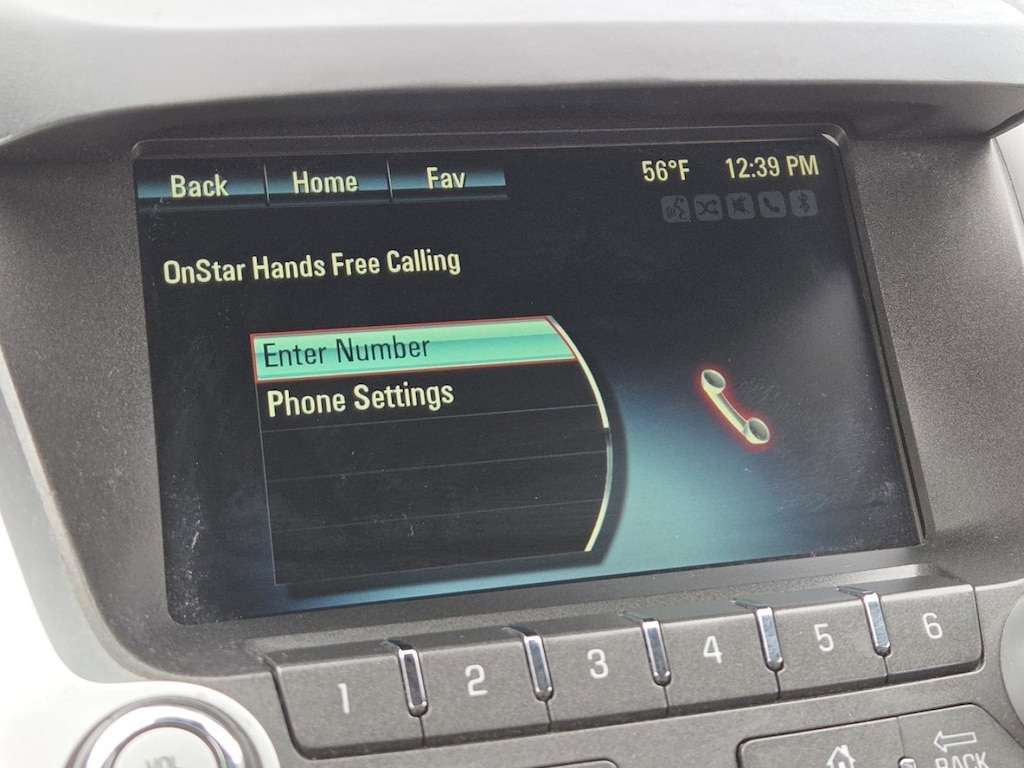 Back Home Fav 56°F 12:39 PM
OnStar Hands Free Calling
Enter Number
Phone Settings
1 2 3 4 5 6
VOL
BACK